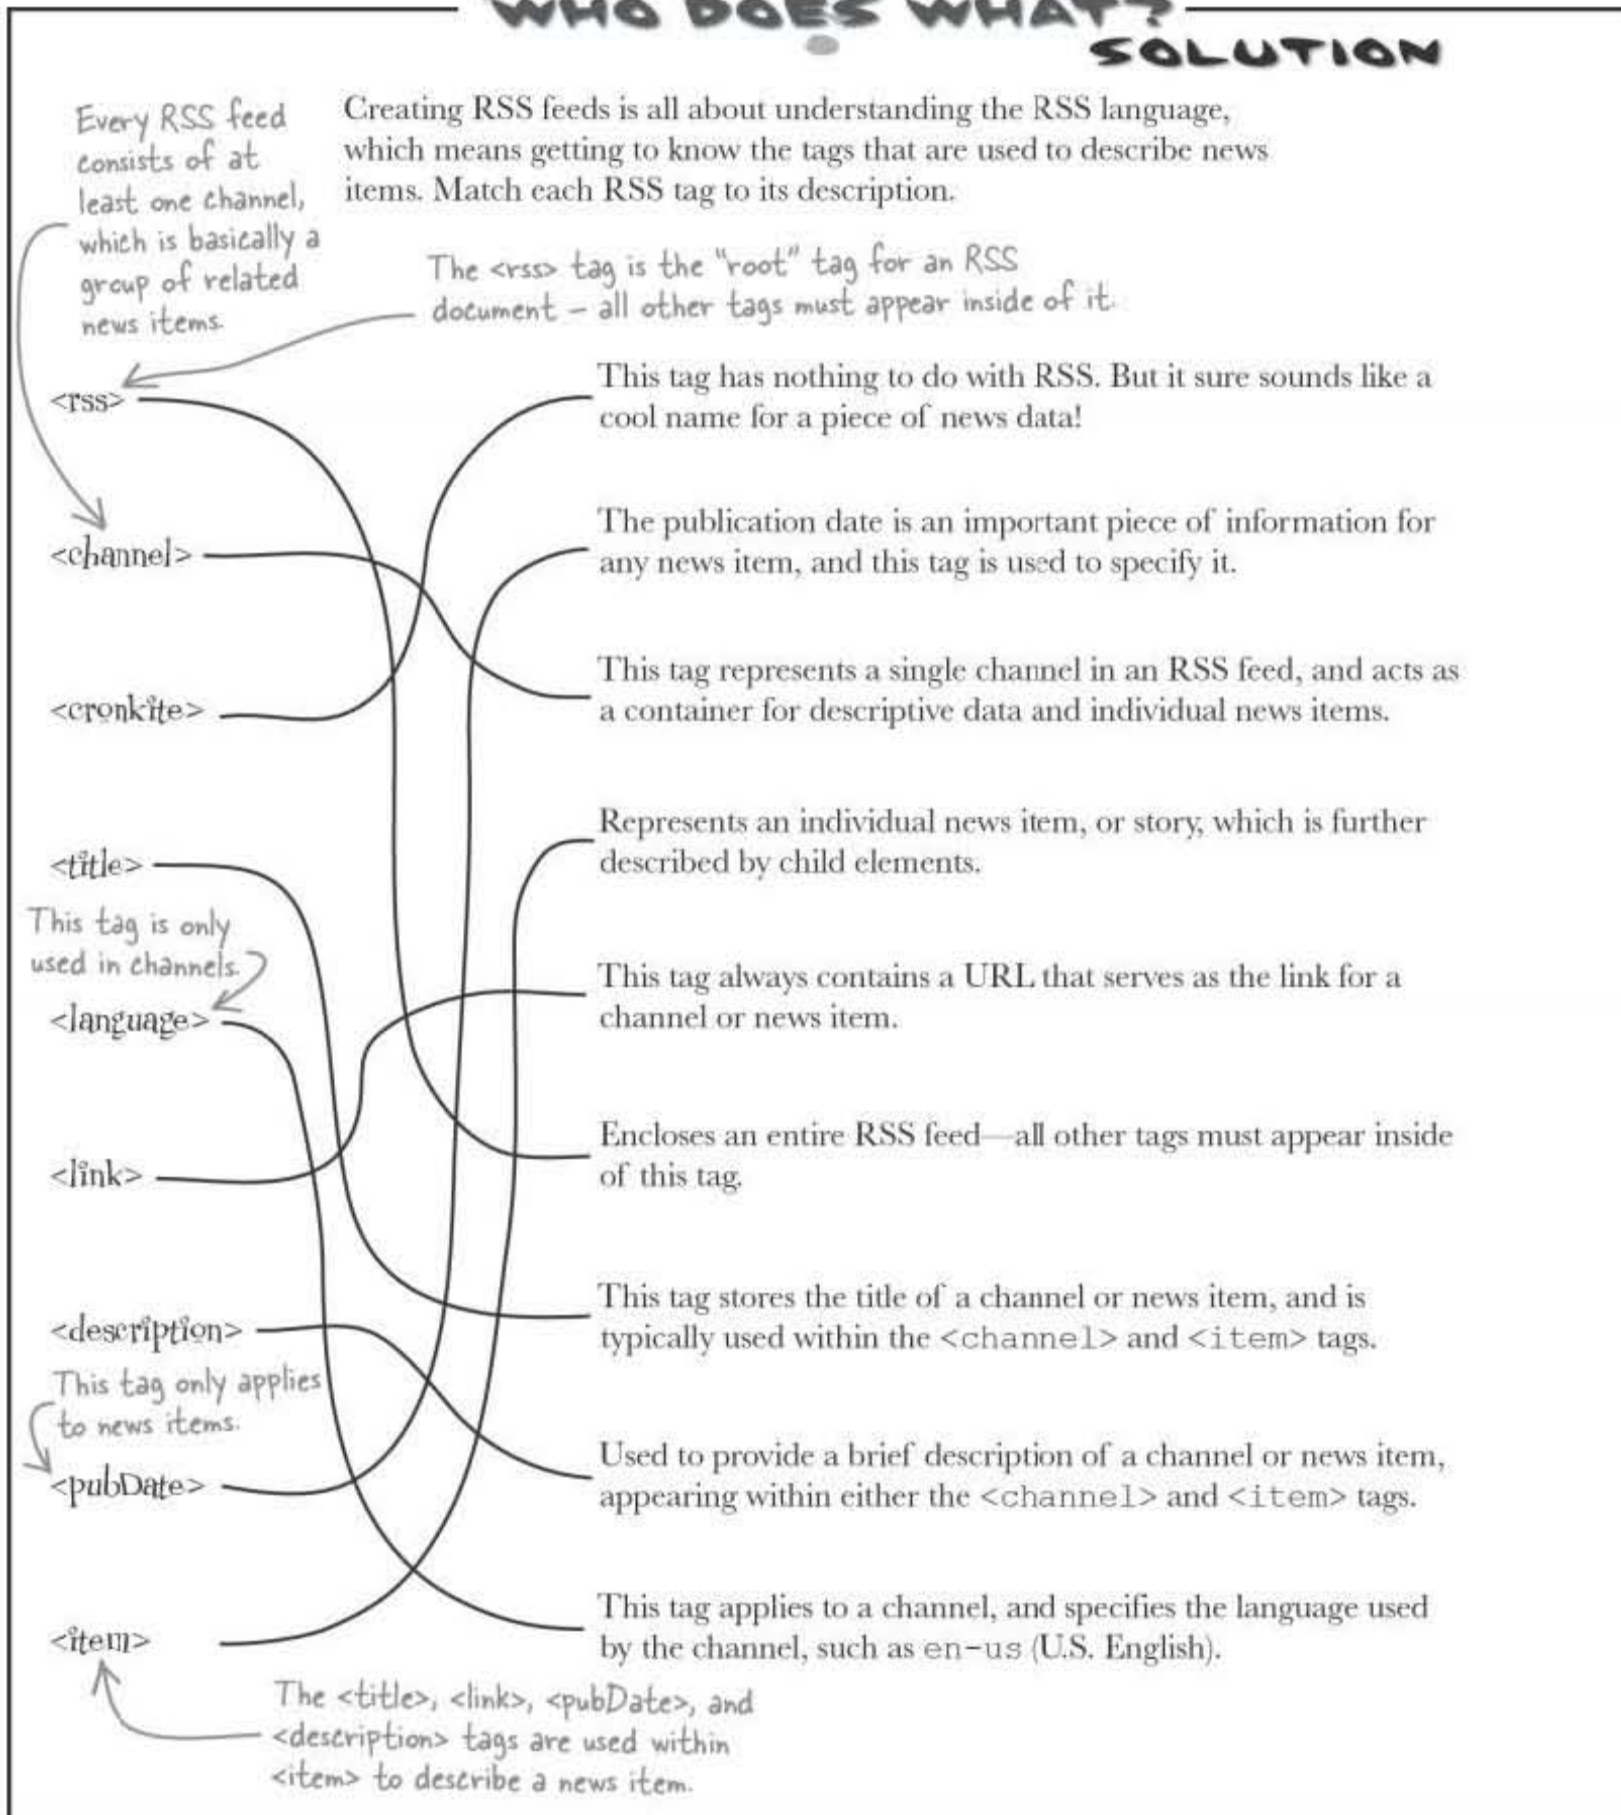 WHO DOES WHAT?
SOLUTION
Every RSS feed
consists of at
least one channel,
which is basically a
group of related
news items.
Creating RSS feeds is all about understanding the RSS language,
which means getting to know the tags that are used to describe news
items. Match each RSS tag to its description.
The <rss> tag is the "root" tag for an RSS
document – all other tags must appear inside of it.
<rss>
This tag has nothing to do with RSS. But it sure sounds like a
cool name for a piece of news data!
<channel>
The publication date is an important piece of information for
any news item, and this tag is used to specify it.
<cronkite>
This tag represents a single channel in an RSS feed, and acts as
a container for descriptive data and individual news items.
<title>
Represents an individual news item, or story, which is further
described by child elements.
This tag is only
used in channels.
<language>
This tag always contains a URL that serves as the link for a
channel or news item.
<link>
Encloses an entire RSS feed—all other tags must appear inside
of this tag.
<description>
This tag stores the title of a channel or news item, and is
typically used within the <channel> and <item> tags.
This tag only applies
to news items.
<pubDate>
Used to provide a brief description of a channel or news item,
appearing within either the <channel> and <item> tags.
<item>
This tag applies to a channel, and specifies the language used
by the channel, such as en-us (U.S. English).
The <title>, <link>, <pubDate>, and
<description> tags are used within
<item> to describe a news item.